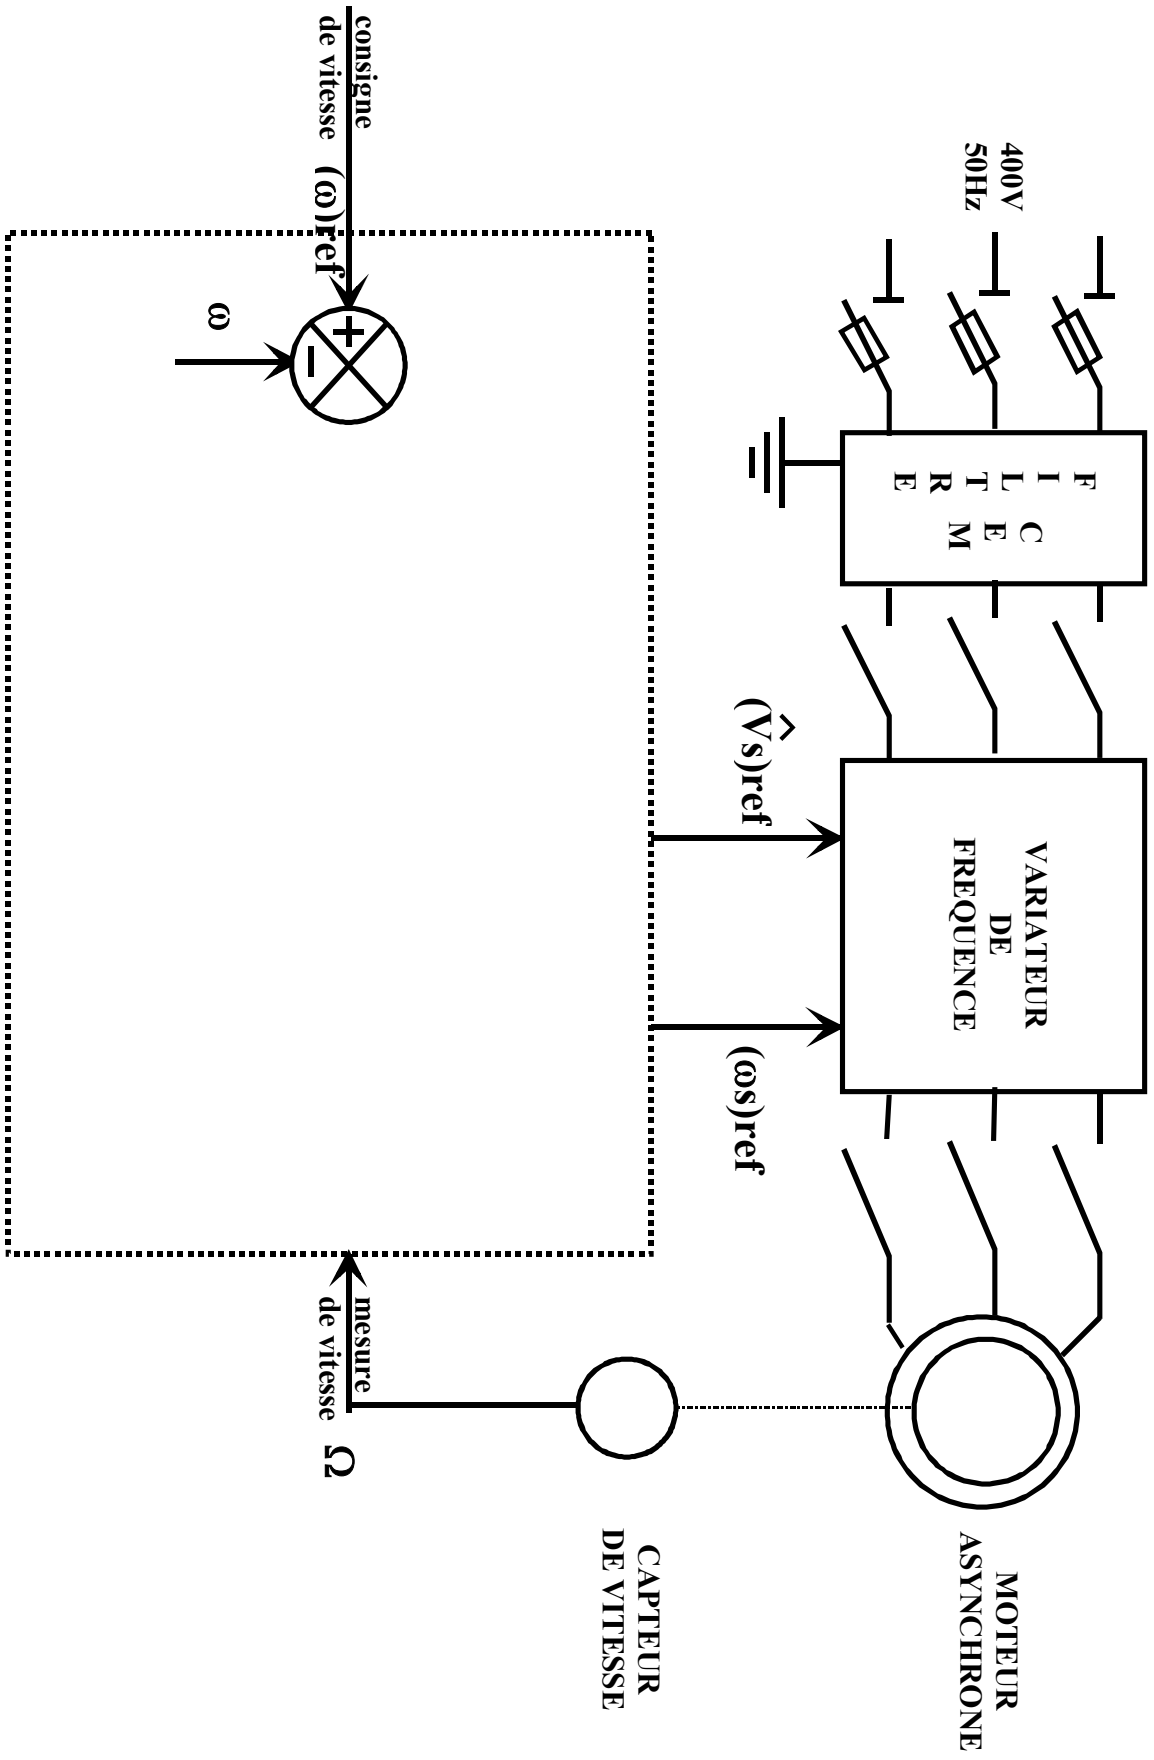 400V
50Hz
F
I
L
T
R
E
C
E
M
VARIATEUR
DE
FREQUENCE
MOTEUR
ASYNCHRONE
(V̂s)ref
(ωs)ref
CAPTEUR
DE VITESSE
consigne
de vitesse (ω)ref
+
−
ω
mesure
de vitesse Ω